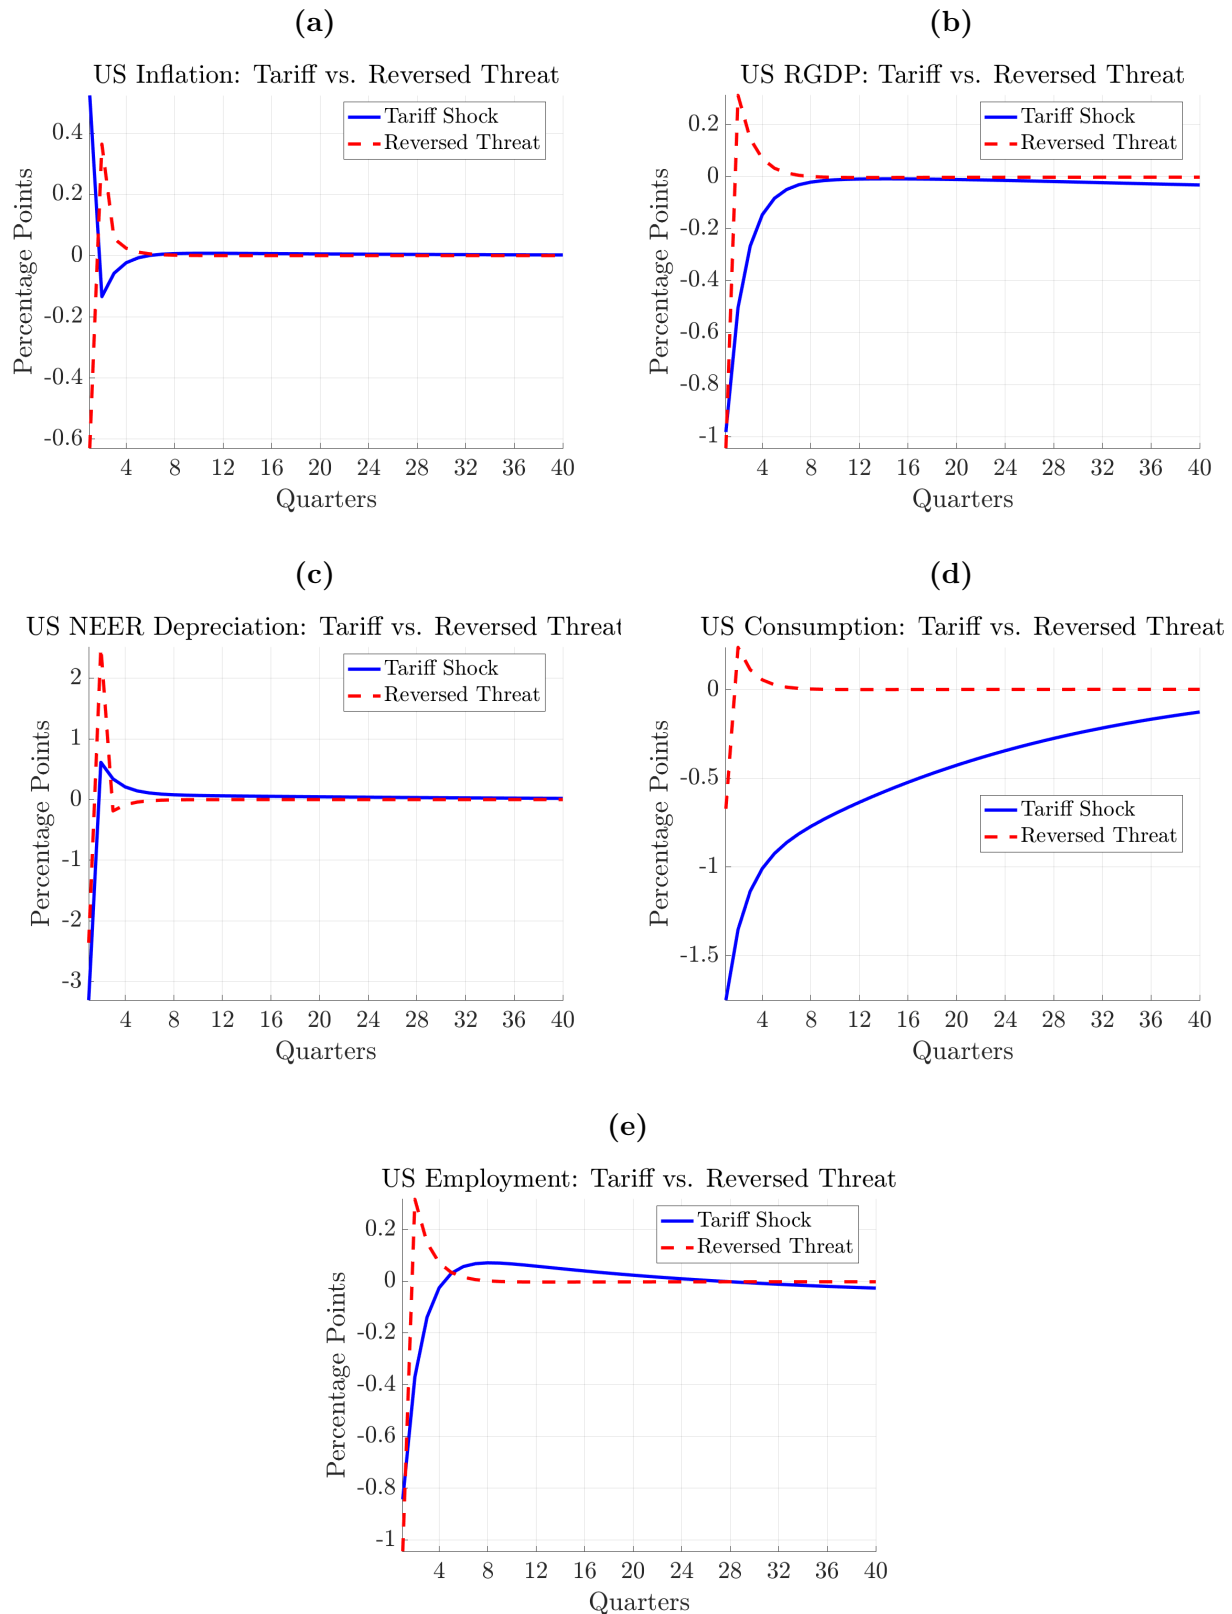 (a)
US Inflation: Tariff vs. Reversed Threat
Tariff Shock
Reversed Threat
Percentage Points
0.4
0.2
0
-0.2
-0.4
-0.6
4 8 12 16 20 24 28 32 36 40
Quarters
(b)
US RGDP: Tariff vs. Reversed Threat
Tariff Shock
Reversed Threat
Percentage Points
0.2
0
-0.2
-0.4
-0.6
-0.8
-1
4 8 12 16 20 24 28 32 36 40
Quarters
(c)
US NEER Depreciation: Tariff vs. Reversed Threat
Tariff Shock
Reversed Threat
Percentage Points
2
1
0
-1
-2
-3
4 8 12 16 20 24 28 32 36 40
Quarters
(d)
US Consumption: Tariff vs. Reversed Threat
Tariff Shock
Reversed Threat
Percentage Points
0
-0.5
-1
-1.5
4 8 12 16 20 24 28 32 36 40
Quarters
(e)
US Employment: Tariff vs. Reversed Threat
Tariff Shock
Reversed Threat
Percentage Points
0.2
0
-0.2
-0.4
-0.6
-0.8
-1
4 8 12 16 20 24 28 32 36 40
Quarters